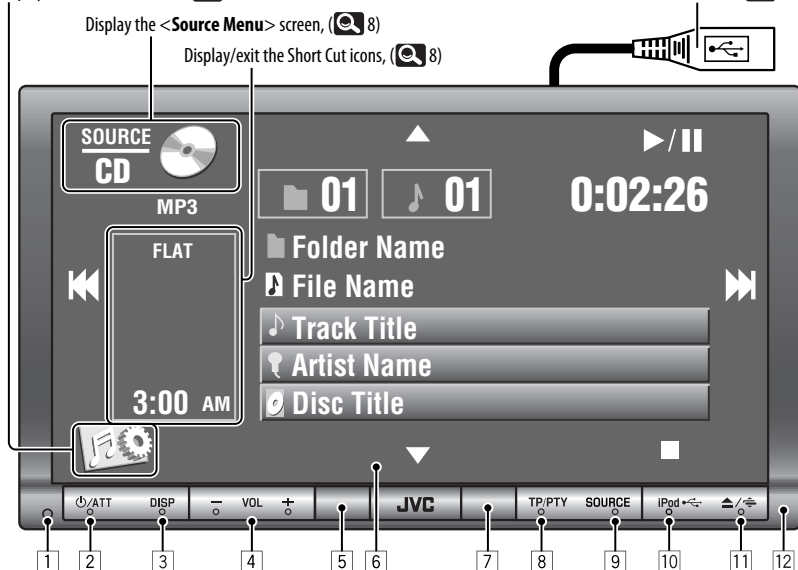 Display the <Source Menu> screen, ( 8)
Display/exit the Short Cut icons, ( 8)
SOURCE
CD
MP3
01 01 0:02:26
FLAT
Folder Name
File Name
Track Title
Artist Name
3:00 AM
Disc Title
⏻/ATT DISP − VOL + JVC TP/PTY SOURCE iPod
1 2 3 4 5 6 7 8 9 10 11 12